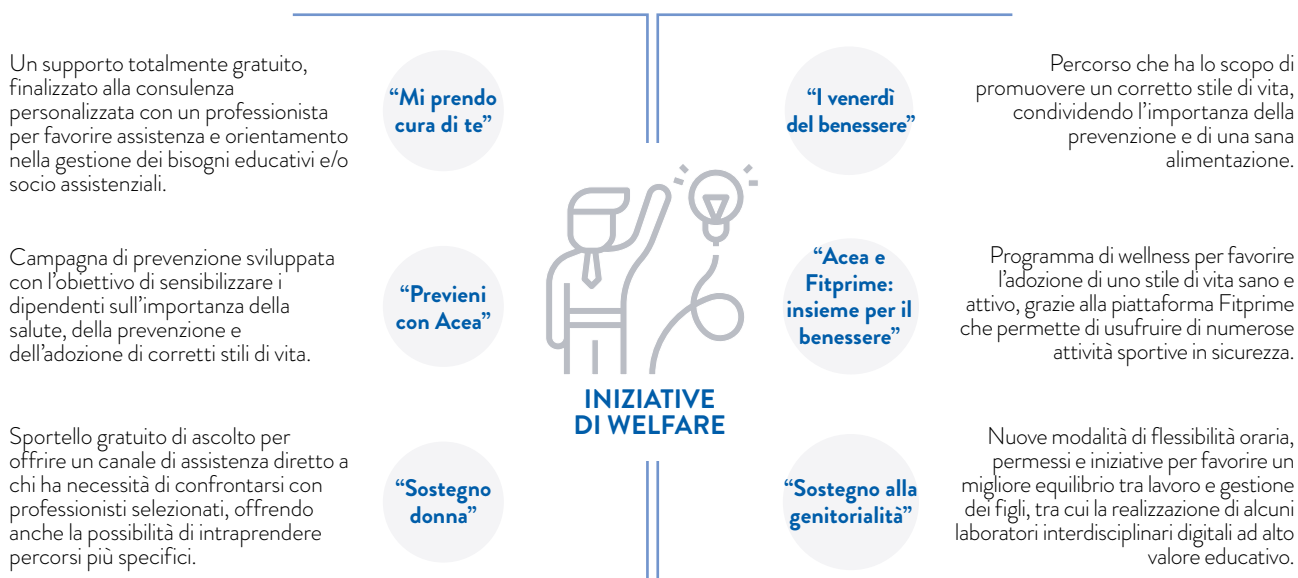 Un supporto totalmente gratuito,
finalizzato alla consulenza
personalizzata con un professionista
per favorire assistenza e orientamento
nella gestione dei bisogni educativi e/o
socio assistenziali.
“Mi prendo
cura di te”
“I venerdì
del benessere”
Percorso che ha lo scopo di
promuovere un corretto stile di vita,
condividendo l’importanza della
prevenzione e di una sana
alimentazione.
Campagna di prevenzione sviluppata
con l’obiettivo di sensibilizzare i
dipendenti sull’importanza della
salute, della prevenzione e
dell’adozione di corretti stili di vita.
“Previeni
con Acea”
“Acea e
Fitprime:
insieme per il
benessere”
Programma di wellness per favorire
l’adozione di uno stile di vita sano e
attivo, grazie alla piattaforma Fitprime
che permette di usufruire di numerose
attività sportive in sicurezza.
INIZIATIVE
DI WELFARE
Sportello gratuito di ascolto per
offrire un canale di assistenza diretto a
chi ha necessità di confrontarsi con
professionisti selezionati, offrendo
anche la possibilità di intraprendere
percorsi più specifici.
“Sostegno
donna”
“Sostegno alla
genitorialità”
Nuove modalità di flessibilità oraria,
permessi e iniziative per favorire un
migliore equilibrio tra lavoro e gestione
dei figli, tra cui la realizzazione di alcuni
laboratori interdisciplinari digitali ad alto
valore educativo.